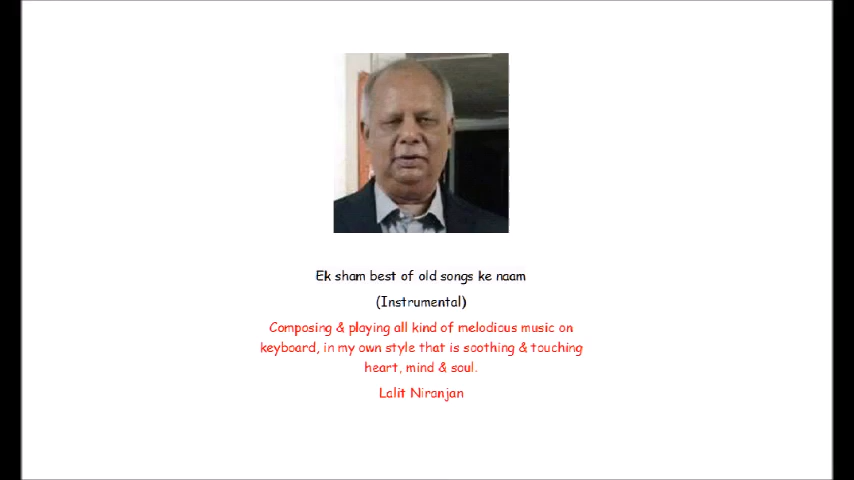 Ek sham best of old songs ke naam
(Instrumental)
Composing & playing all kind of melodious music on
keyboard, in my own style that is soothing & touching
heart, mind & soul.
Lalit Niranjan